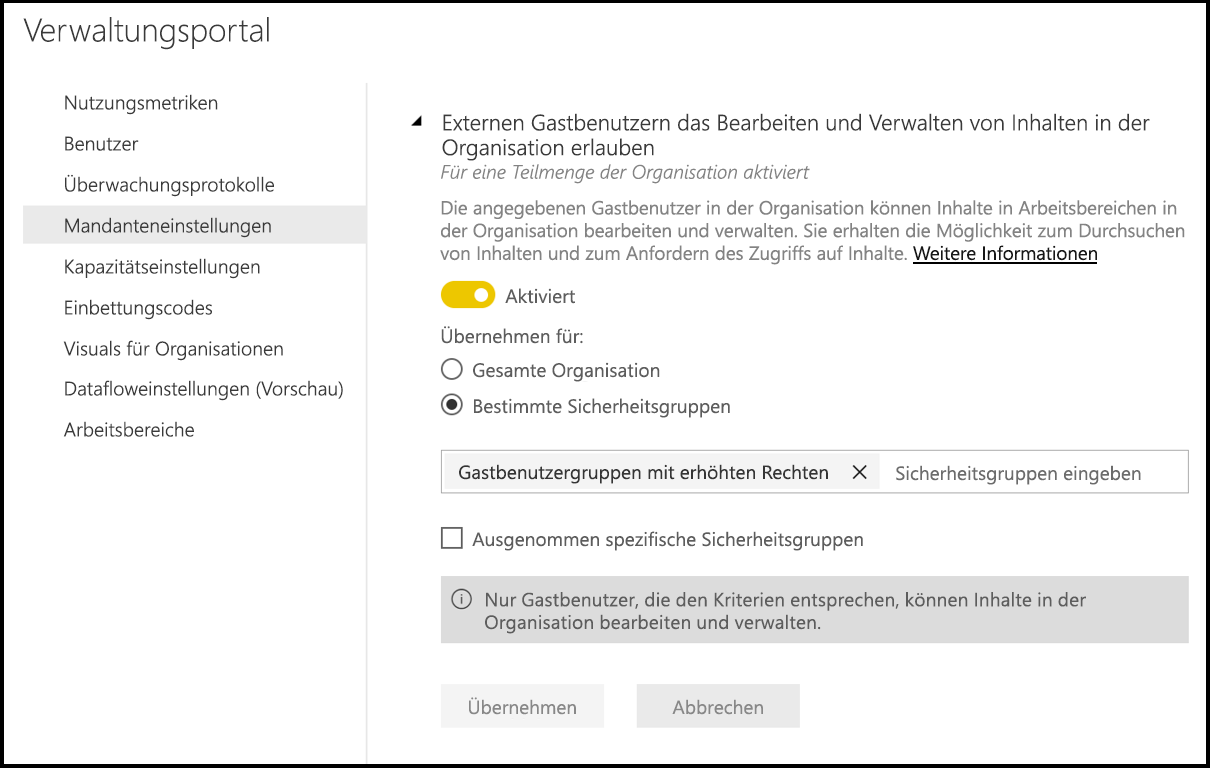 Verwaltungsportal
Nutzungsmetriken
Benutzer
Überwachungsprotokolle
Mandanteneinstellungen
Kapazitätseinstellungen
Einbettungscodes
Visuals für Organisationen
Datafloweinstellungen (Vorschau)
Arbeitsbereiche
Externen Gastbenutzern das Bearbeiten und Verwalten von Inhalten in der
Organisation erlauben
Für eine Teilmenge der Organisation aktiviert
Die angegebenen Gastbenutzer in der Organisation können Inhalte in Arbeitsbereichen in
der Organisation bearbeiten und verwalten. Sie erhalten die Möglichkeit zum Durchsuchen
von Inhalten und zum Anfordern des Zugriffs auf Inhalte. Weitere Informationen
Aktiviert
Übernehmen für:
Gesamte Organisation
Bestimmte Sicherheitsgruppen
Gastbenutzergruppen mit erhöhten Rechten Sicherheitsgruppen eingeben
Ausgenommen spezifische Sicherheitsgruppen
Nur Gastbenutzer, die den Kriterien entsprechen, können Inhalte in der
Organisation bearbeiten und verwalten.
Übernehmen Abbrechen